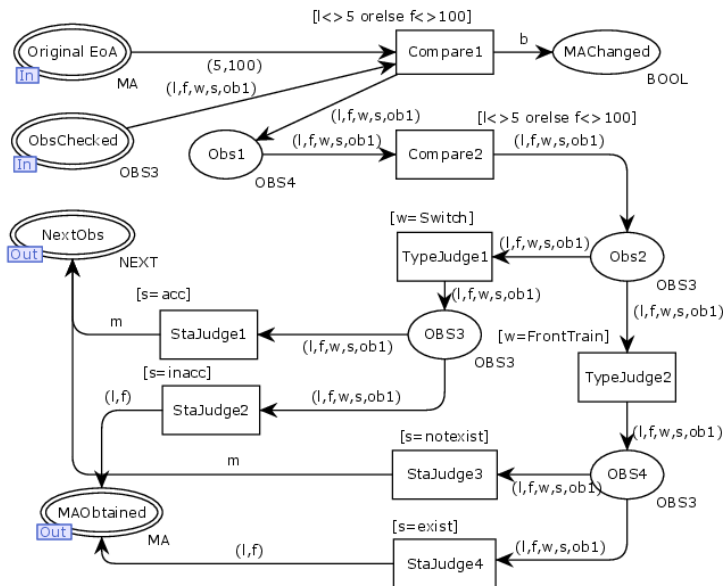 [l<>5 orelse f<>100]
Original EoA
In
MA
(5,100)
Compare1
b
MAChanged
BOOL
(l,f,w,s,ob1)
ObsChecked
In
OBS3
(l,f,w,s,ob1)
Obs1
OBS4
(l,f,w,s,ob1)
Compare2
[l<>5 orelse f<>100]
(l,f,w,s,ob1)
NextObs
Out
NEXT
[w=Switch]
TypeJudge1
(l,f,w,s,ob1)
Obs2
OBS3
(l,f,w,s,ob1)
(l,f,w,s,ob1)
[s=acc]
m
StaJudge1
(l,f,w,s,ob1)
OBS3
OBS3
[w=FrontTrain]
TypeJudge2
[s=inacc]
(l,f)
StaJudge2
(l,f,w,s,ob1)
(l,f,w,s,ob1)
[s=notexist]
m
StaJudge3
(l,f,w,s,ob1)
OBS4
OBS3
MAObtained
Out
MA
[s=exist]
(l,f)
StaJudge4
(l,f,w,s,ob1)